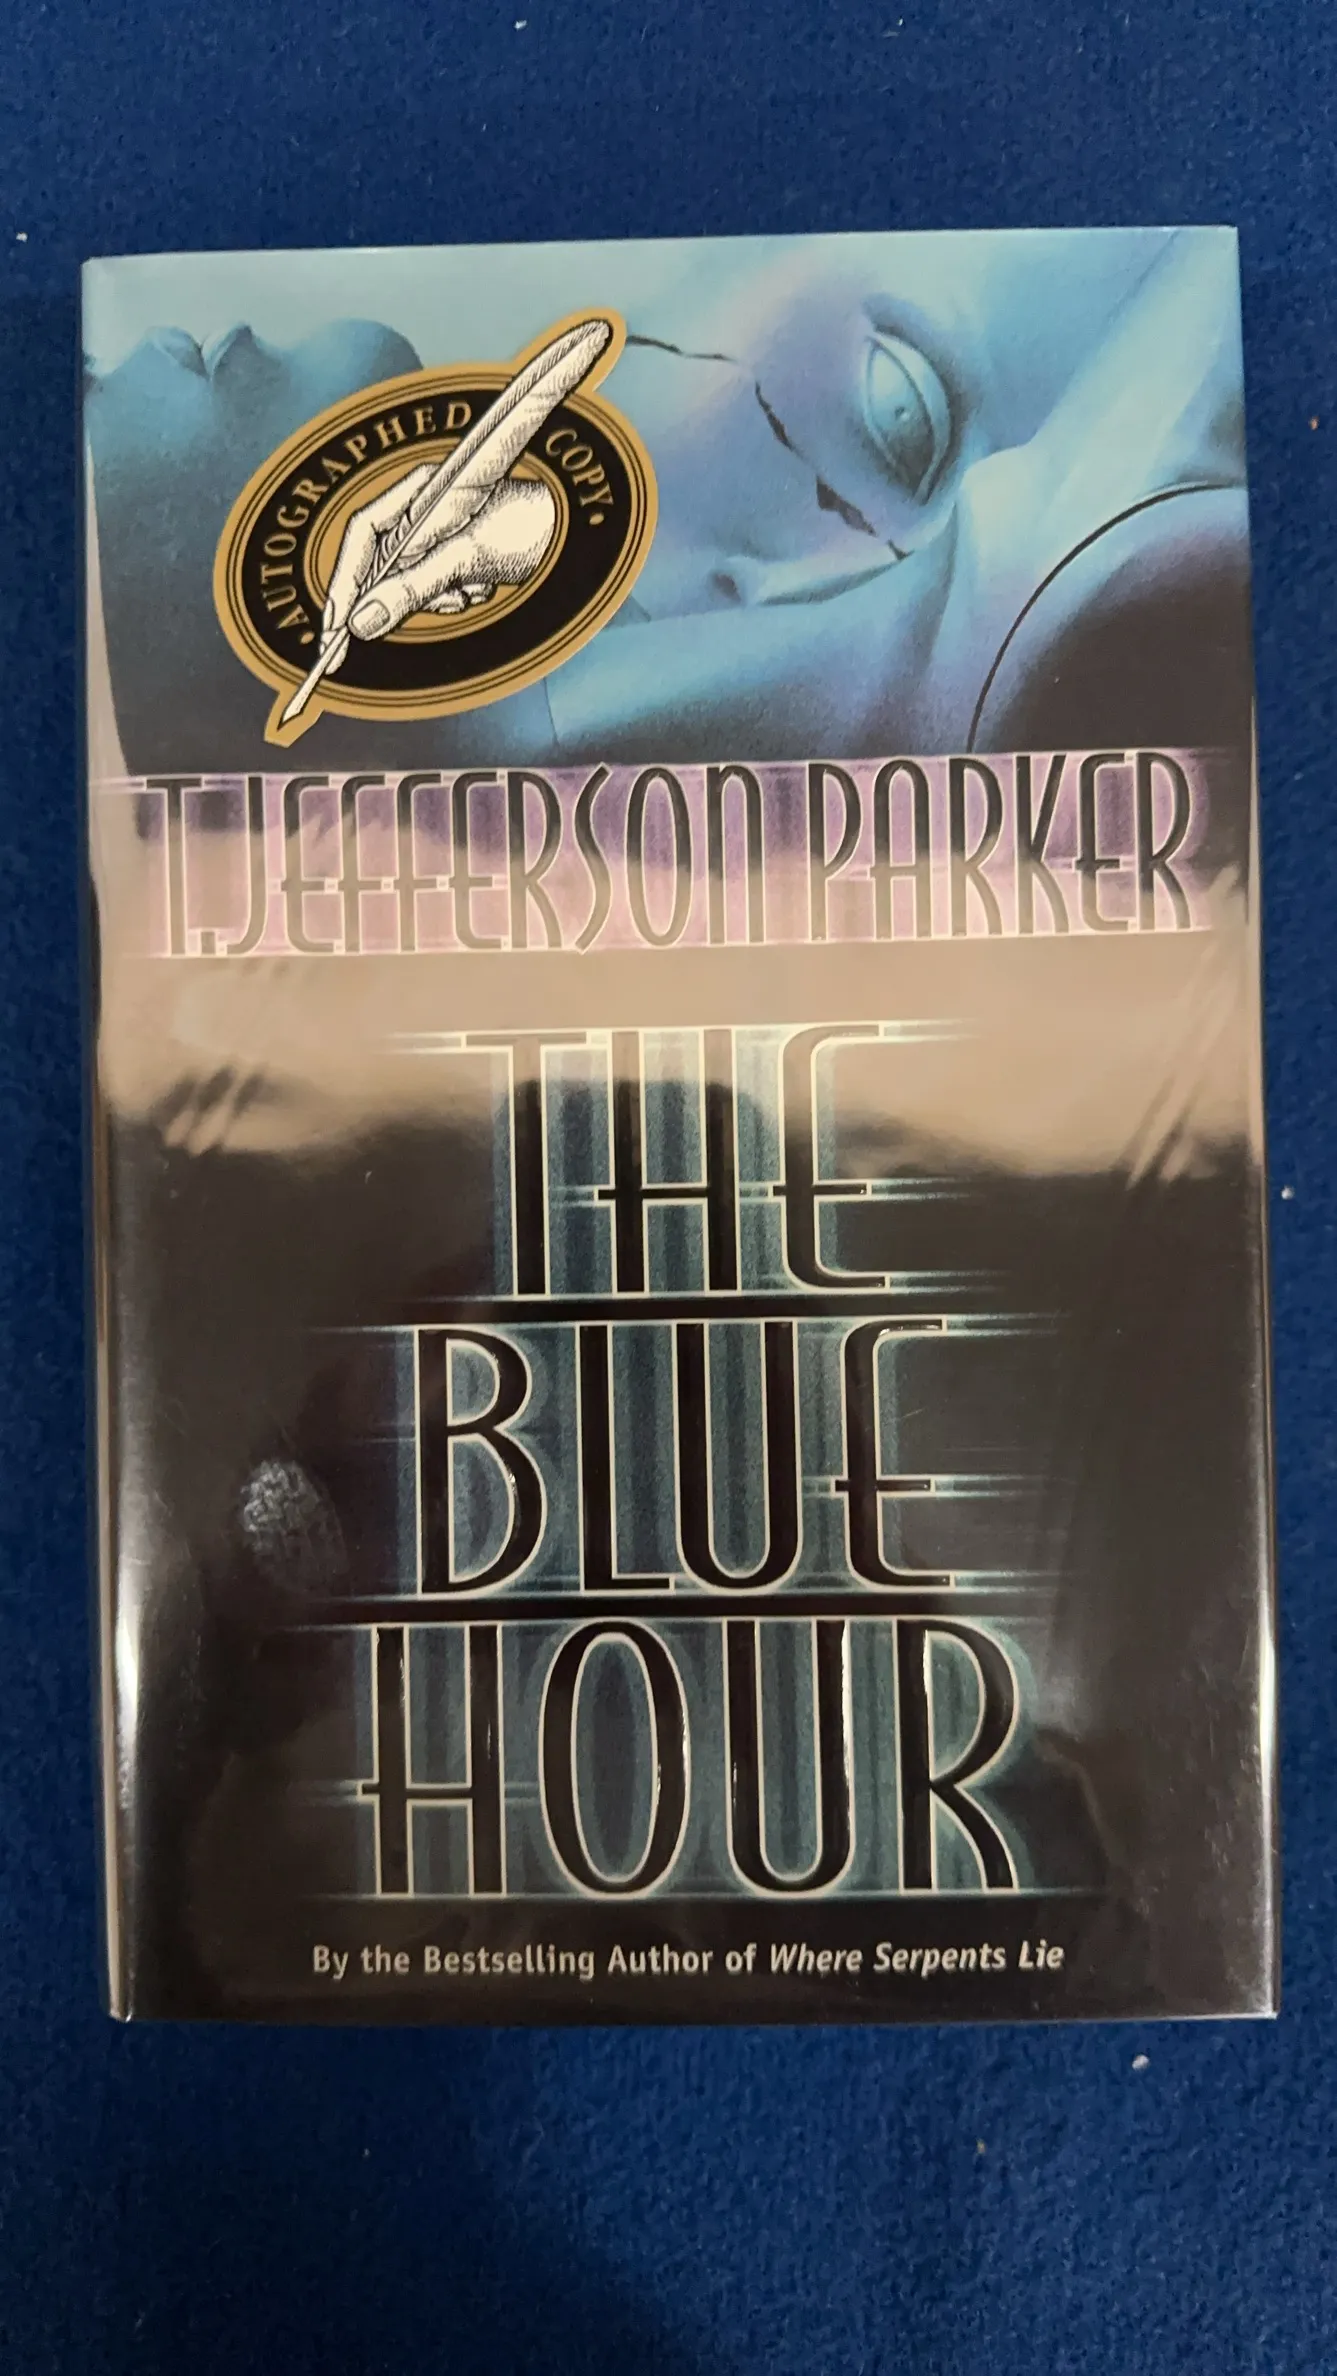 AUTOGRAPHED COPY
T. JEFFERSON PARKER
THE
BLUE
HOUR
By the Bestselling Author of Where Serpents Lie